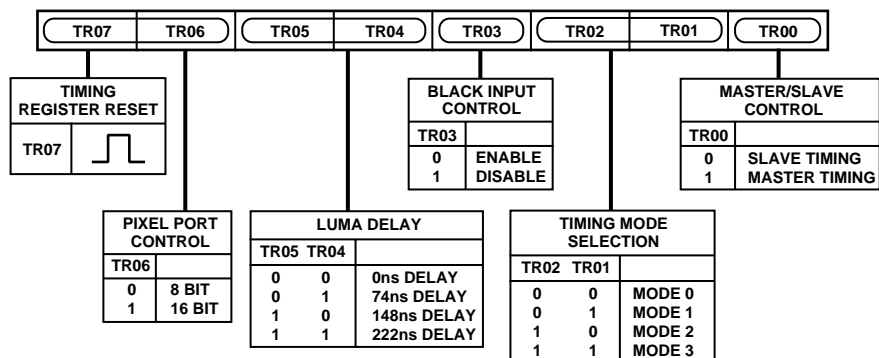 TR07 TR06 TR05 TR04 TR03 TR02 TR01 TR00
TIMING
REGISTER RESET
TR07
BLACK INPUT
CONTROL
TR03
0 ENABLE
1 DISABLE
MASTER/SLAVE
CONTROL
TR00
0 SLAVE TIMING
1 MASTER TIMING
PIXEL PORT
CONTROL
TR06
0 8 BIT
1 16 BIT
LUMA DELAY
TR05 TR04
0 0 0ns DELAY
0 1 74ns DELAY
1 0 148ns DELAY
1 1 222ns DELAY
TIMING MODE
SELECTION
TR02 TR01
0 0 MODE 0
0 1 MODE 1
1 0 MODE 2
1 1 MODE 3